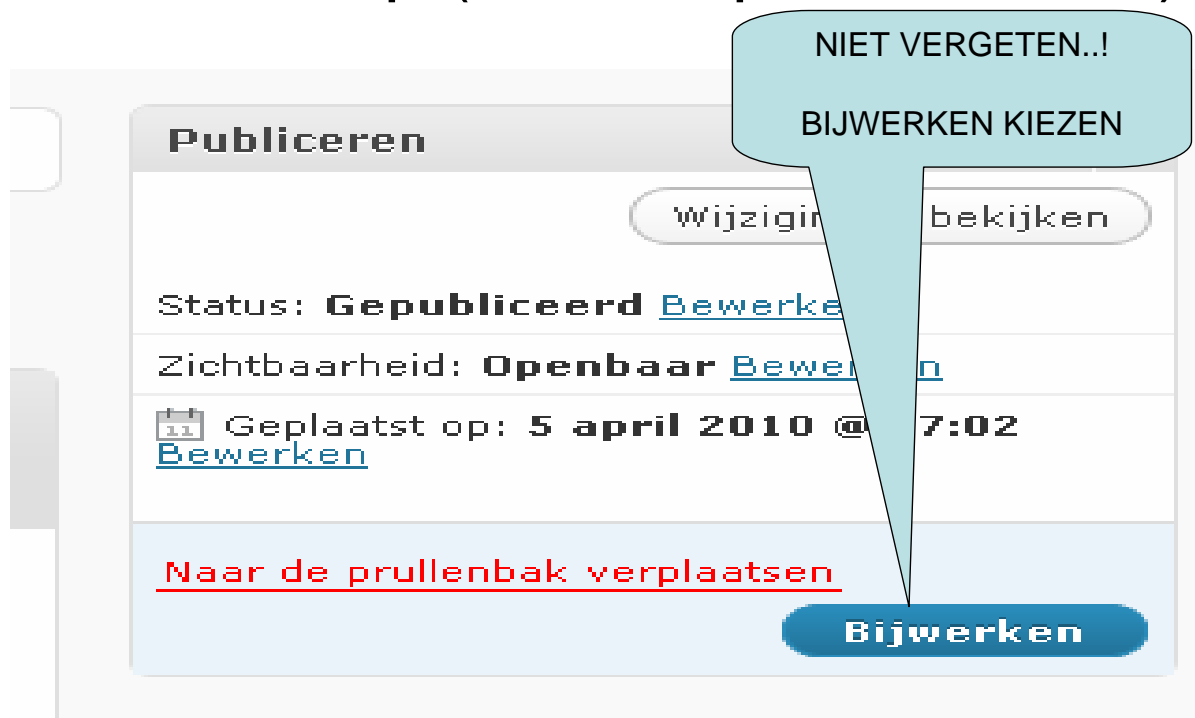 NIET VERGETEN..!
BIJWERKEN KIEZEN
Publiceren
bekijken
Status: Gepubliceerd
Zichtbaarheid: Openbaar
11 Geplaatst op: 5 april 2010 @
Bewerken
Naar de prullenbak verplaatsen
Bijwerken